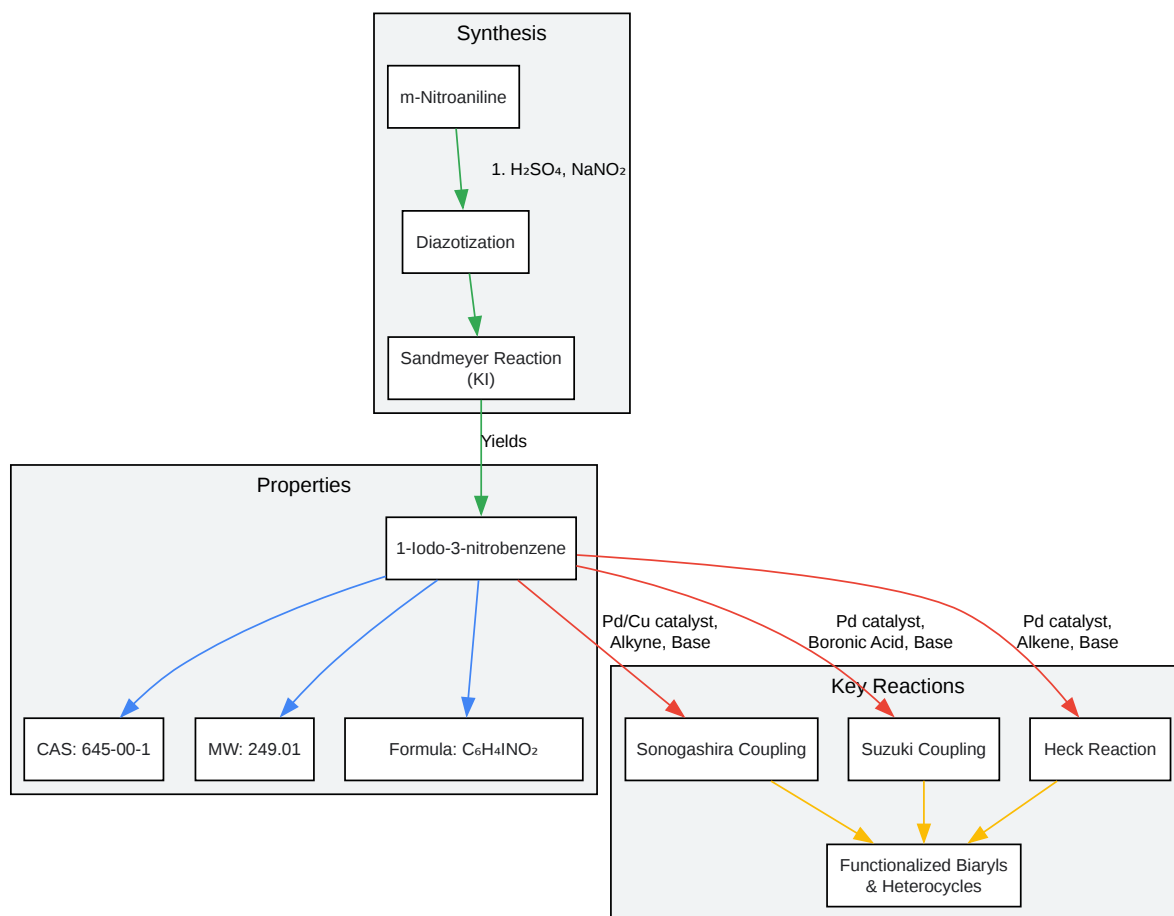 Synthesis
m-Nitroaniline
1. H₂SO₄, NaNO₂
Diazotization
Sandmeyer Reaction
(KI)
Yields
Properties
1-Iodo-3-nitrobenzene
CAS: 645-00-1
MW: 249.01
Formula: C₆H₄INO₂
Pd/Cu catalyst,
Alkyne, Base
Pd catalyst,
Boronic Acid, Base
Pd catalyst,
Alkene, Base
Key Reactions
Sonogashira Coupling
Suzuki Coupling
Heck Reaction
Functionalized Biaryls
& Heterocycles